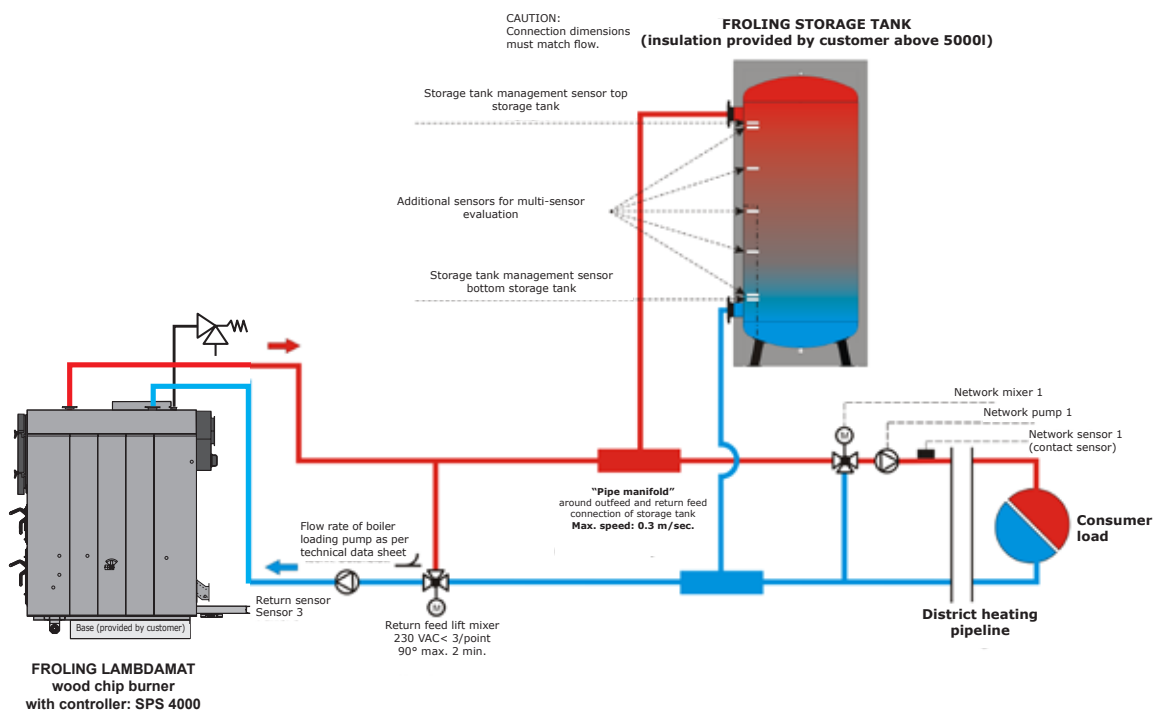 CAUTION:
Connection dimensions
must match flow.
FROLING STORAGE TANK
(insulation provided by customer above 5000l)
Storage tank management sensor top
storage tank
Additional sensors for multi-sensor
evaluation
Storage tank management sensor
bottom storage tank
Network mixer 1
Network pump 1
Network sensor 1
(contact sensor)
M
"Pipe manifold"
around outfeed and return feed
connection of storage tank
Max. speed: 0.3 m/sec.
Consumer
load
Flow rate of boiler
loading pump as per
technical data sheet
Return sensor
Sensor 3
M
Return feed lift mixer
230 VAC< 3/point
90° max. 2 min.
District heating
pipeline
Base (provided by customer)
FROLING LAMBDAMAT
wood chip burner
with controller: SPS 4000